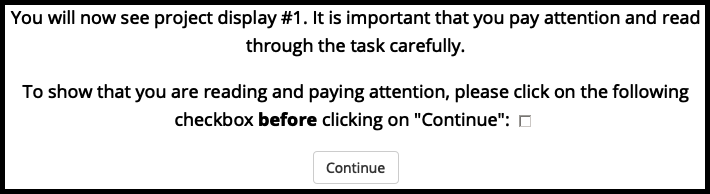 You will now see project display #1. It is important that you pay attention and read
through the task carefully.
To show that you are reading and paying attention, please click on the following
checkbox before clicking on "Continue":
Continue